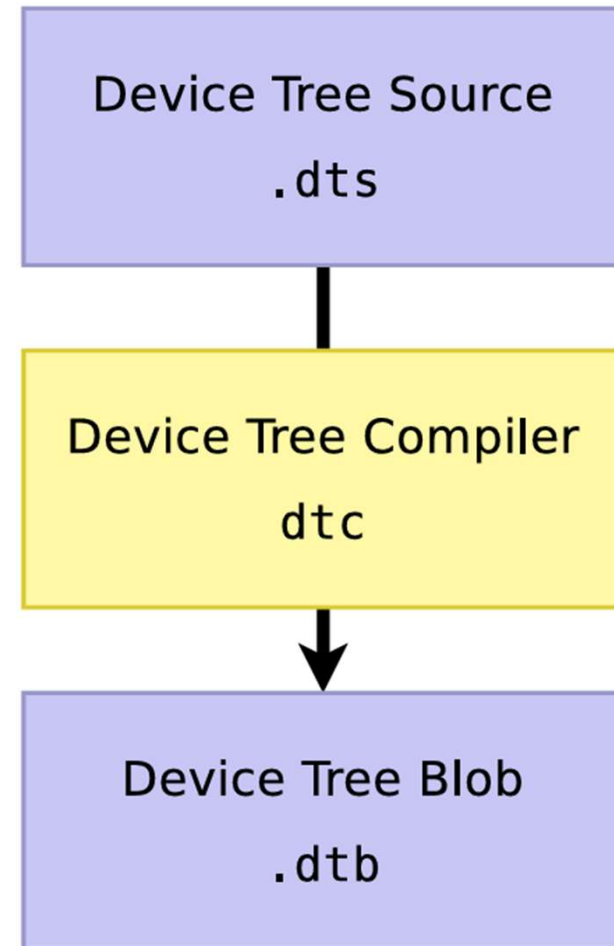 Device Tree Source
.dts
Device Tree Compiler
dtc
Device Tree Blob
.dtb